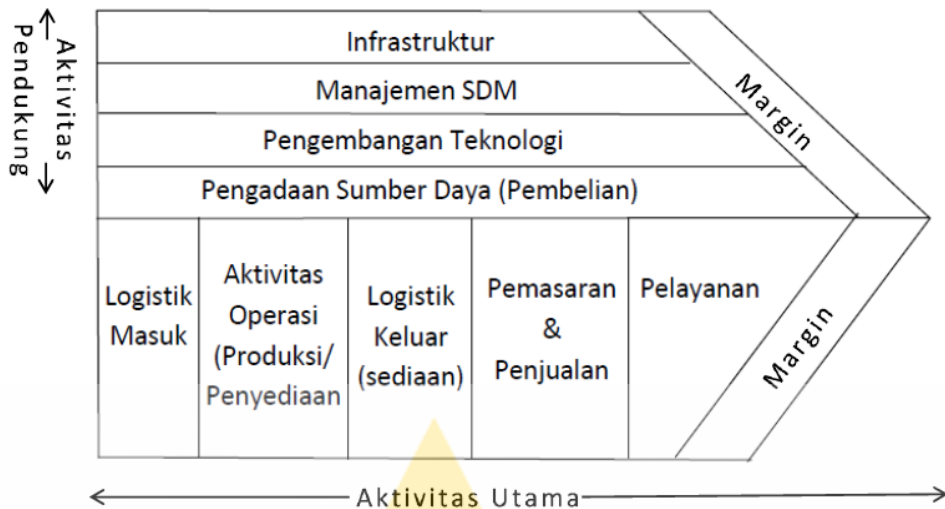 Aktivitas
Pendukung
Infrastruktur
Manajemen SDM
Pengembangan Teknologi
Pengadaan Sumber Daya (Pembelian)
Margin
Logistik
Masuk
Aktivitas
Operasi
(Produksi/
Penyediaan
Logistik
Keluar
(sediaan)
Pemasaran
&
Penjualan
Pelayanan
Margin
Aktivitas Utama